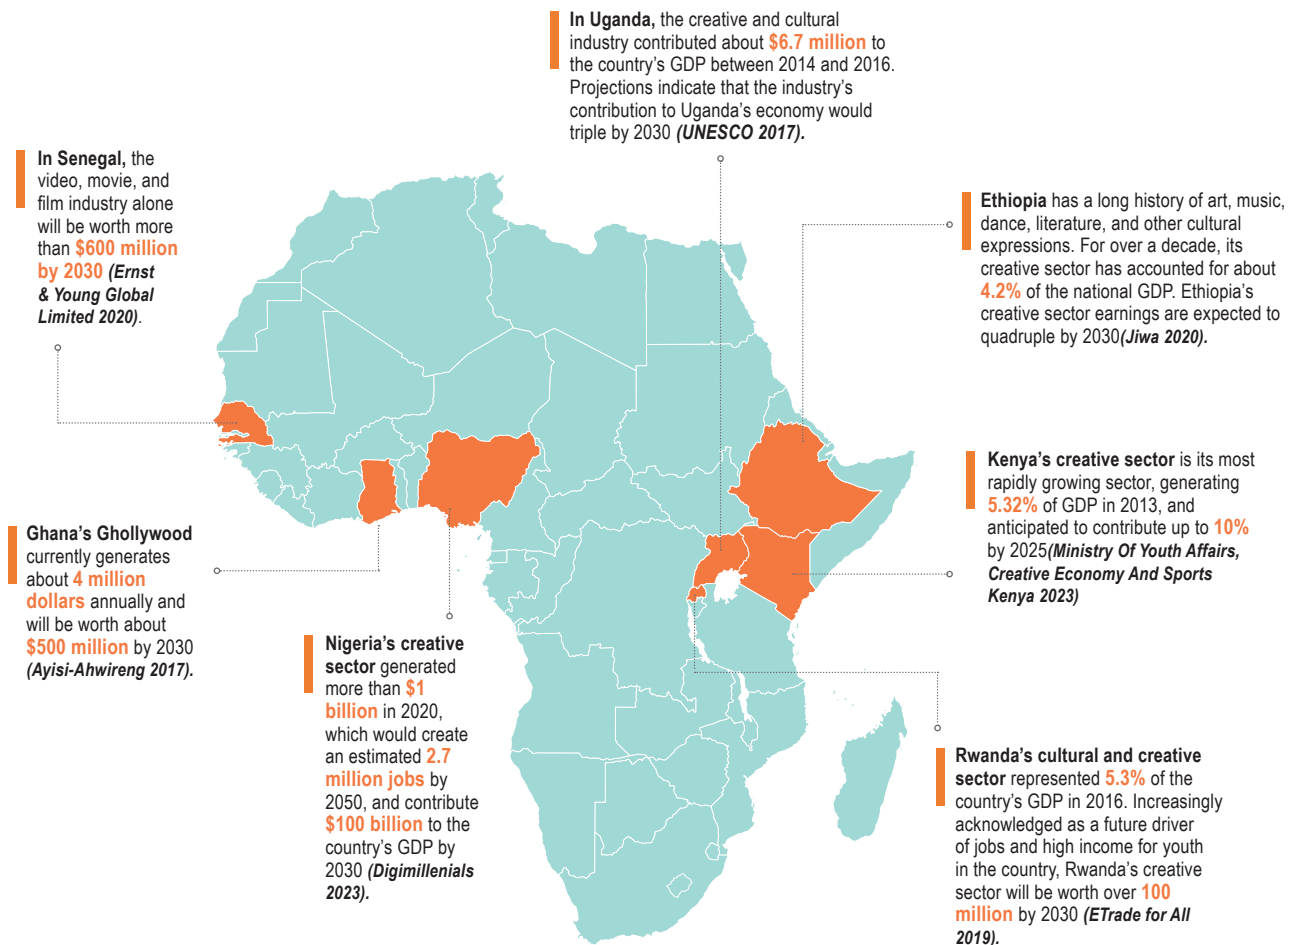 In Uganda, the creative and cultural
industry contributed about $6.7 million to
the country's GDP between 2014 and 2016.
Projections indicate that the industry's
contribution to Uganda's economy would
triple by 2030 (UNESCO 2017).
In Senegal, the
video, movie, and
film industry alone
will be worth more
than $600 million
by 2030 (Ernst
& Young Global
Limited 2020).
Ethiopia has a long history of art, music,
dance, literature, and other cultural
expressions. For over a decade, its
creative sector has accounted for about
4.2% of the national GDP. Ethiopia's
creative sector earnings are expected to
quadruple by 2030(Jiwa 2020).
Kenya's creative sector is its most
rapidly growing sector, generating
5.32% of GDP in 2013, and
anticipated to contribute up to 10%
by 2025(Ministry Of Youth Affairs,
Creative Economy And Sports
Kenya 2023)
Ghana's Ghollywood
currently generates
about 4 million
dollars annually and
will be worth about
$500 million by 2030
(Ayisi-Ahwireng 2017).
Nigeria's creative
sector generated
more than $1
billion in 2020,
which would create
an estimated 2.7
million jobs by
2050, and contribute
$100 billion to the
country's GDP by
2030 (Digimillenials
2023).
Rwanda's cultural and creative
sector represented 5.3% of the
country's GDP in 2016. Increasingly
acknowledged as a future driver
of jobs and high income for youth
in the country, Rwanda's creative
sector will be worth over 100
million by 2030 (ETrade for All
2019).